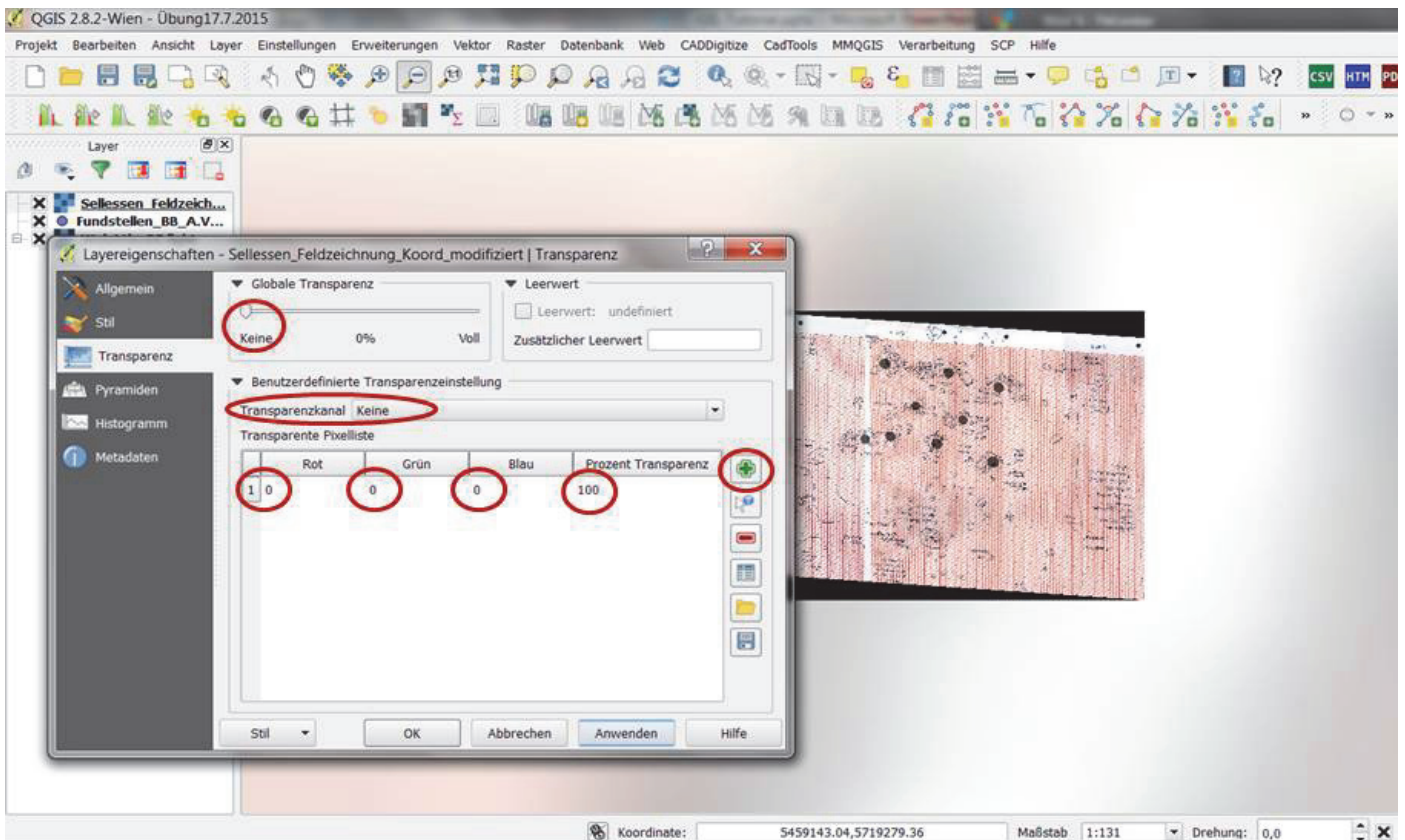 QGIS 2.8.2-Wien - Übung17.7.2015
Projekt Bearbeiten Ansicht Layer Einstellungen Erweiterungen Vektor Raster Datenbank Web CADDigitize CadTools MMQGIS Verarbeitung SCP Hilfe
CSV HTM PD
Layer
Sellessen_Feldzeich...
Fundstellen_BB_A.V...
Layereigenschaften - Sellessen_Feldzeichnung_Koord_modifiziert | Transparenz
Allgemein
Stil
Transparenz
Pyramiden
Histogramm
Metadaten
Globale Transparenz
Keine 0% Voll
Leerwert
Leerwert: undefiniert
Zusätzlicher Leerwert
Benutzerdefinierte Transparenzeinstellung
Transparenzkanal Keine
Transparente Pixelliste
Rot Grün Blau Prozent Transparenz
1 0 0 0 100
Stil OK Abbrechen Anwenden Hilfe
Koordinate: 5459143.04,5719279.36 Maßstab 1:131 Drehung: 0,0